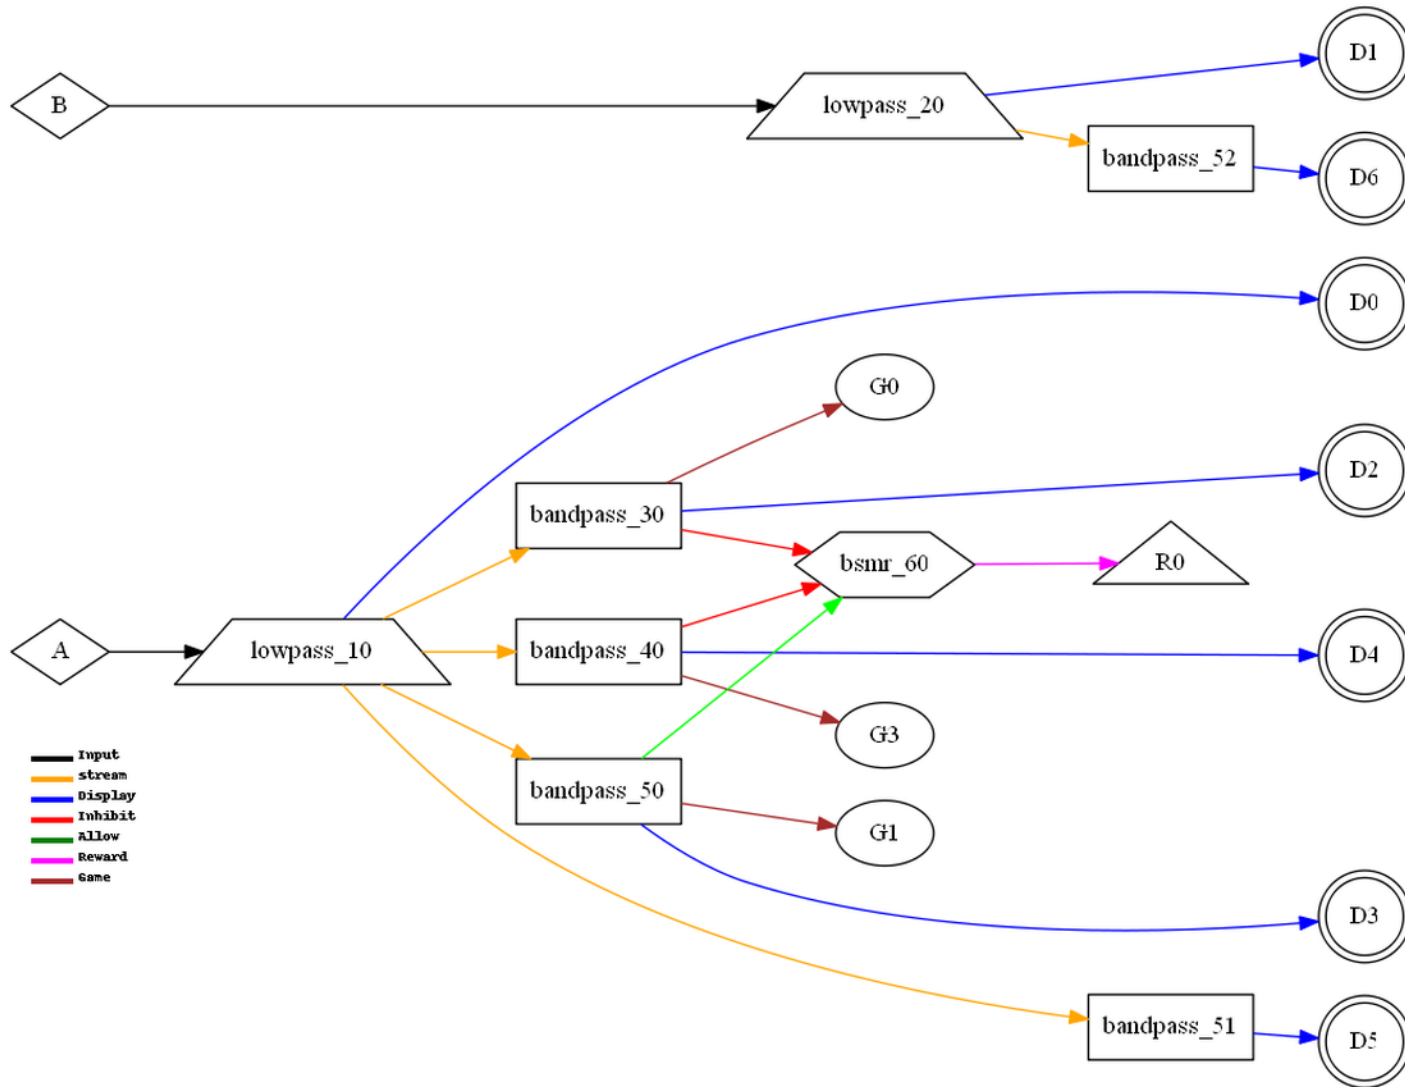 D1
B
lowpass_20
bandpass_52
D6
D0
G0
D2
bandpass_30
bsmr_60
R0
A
lowpass_10
bandpass_40
D4
G3
Input
stream
Display
Inhibit
Allow
Reward
Game
bandpass_50
G1
D3
bandpass_51
D5